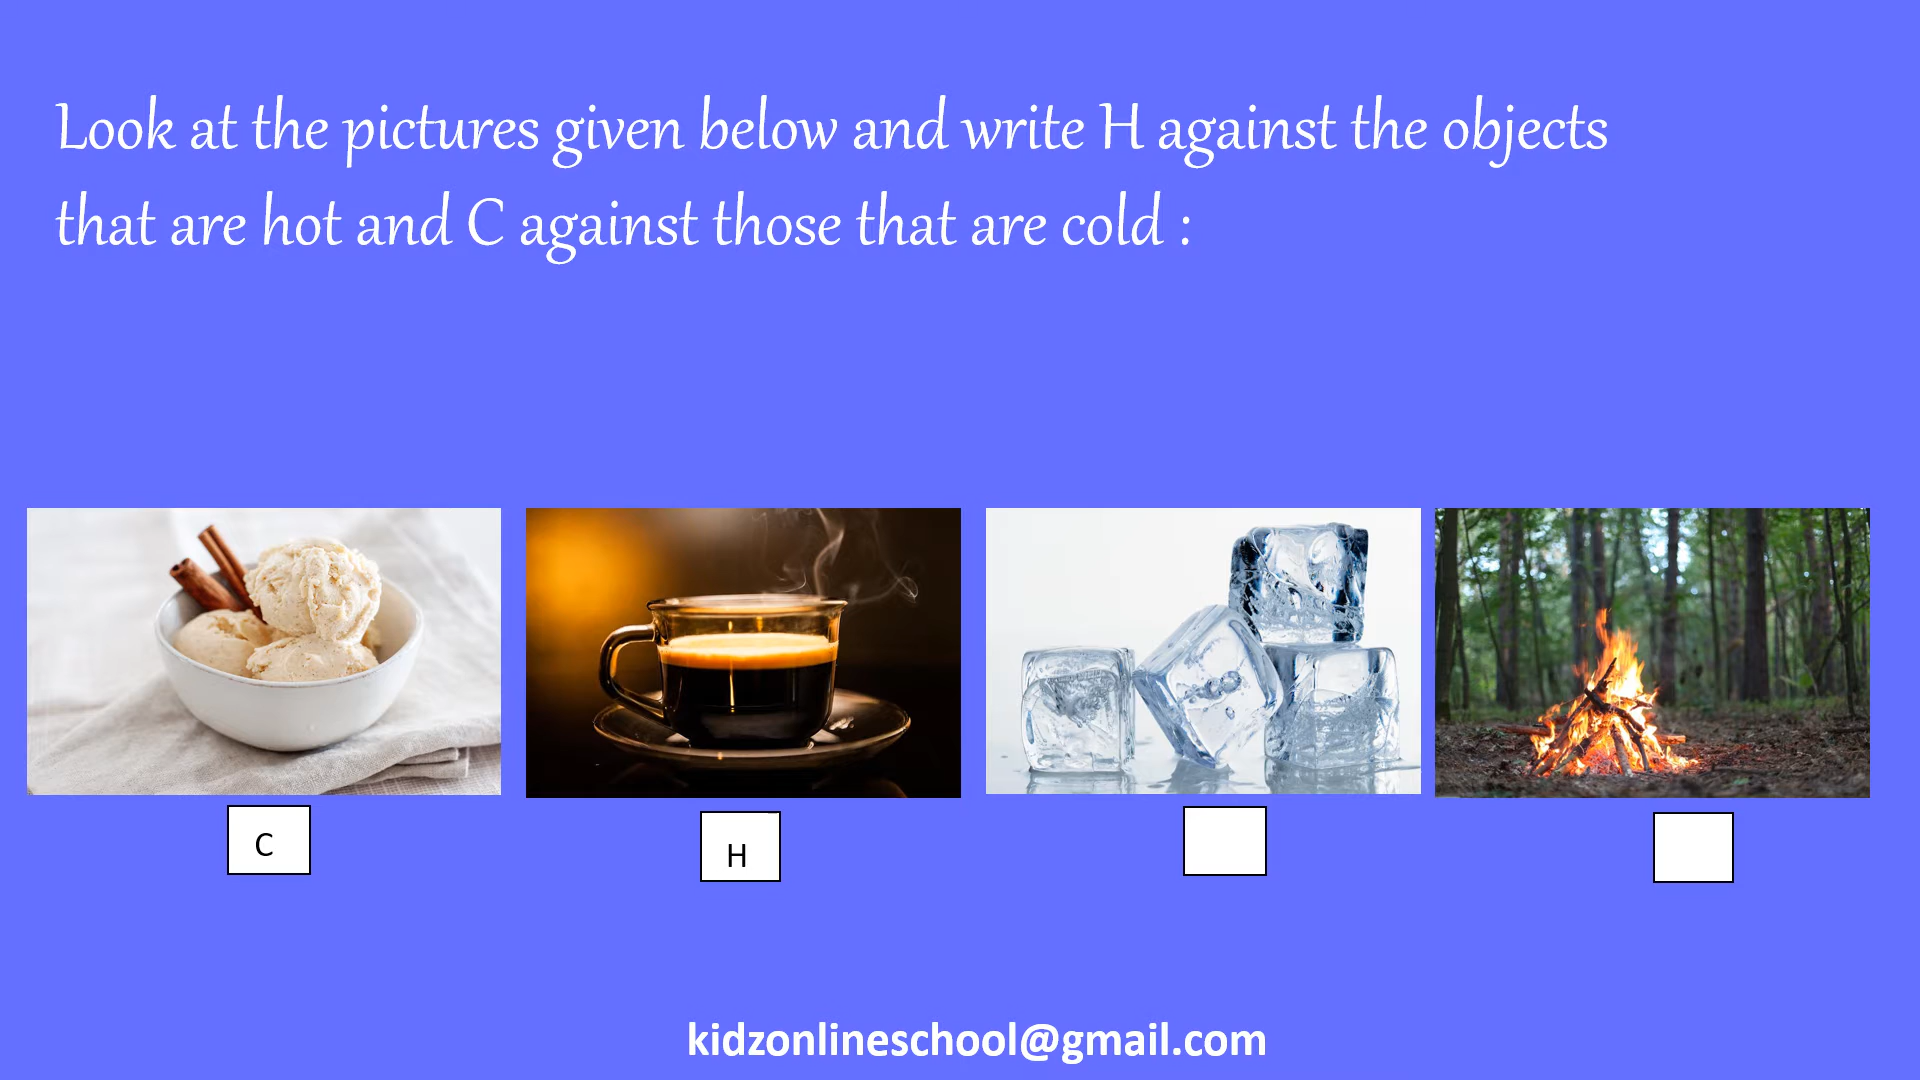 Look at the pictures given below and write H against the objects
that are hot and C against those that are cold :
C
H
kidzonlineschool@gmail.com